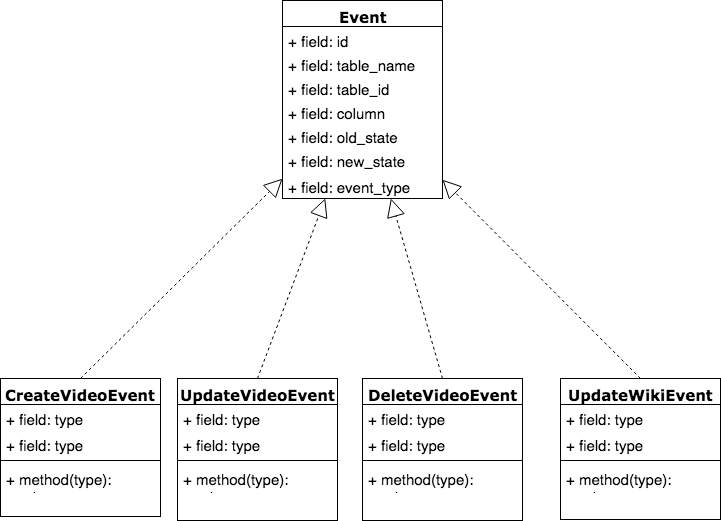 Event
+ field: id
+ field: table_name
+ field: table_id
+ field: column
+ field: old_state
+ field: new_state
+ field: event_type
CreateVideoEvent
+ field: type
+ field: type
+ method(type):
UpdateVideoEvent
+ field: type
+ field: type
+ method(type):
DeleteVideoEvent
+ field: type
+ field: type
+ method(type):
UpdateWikiEvent
+ field: type
+ field: type
+ method(type):